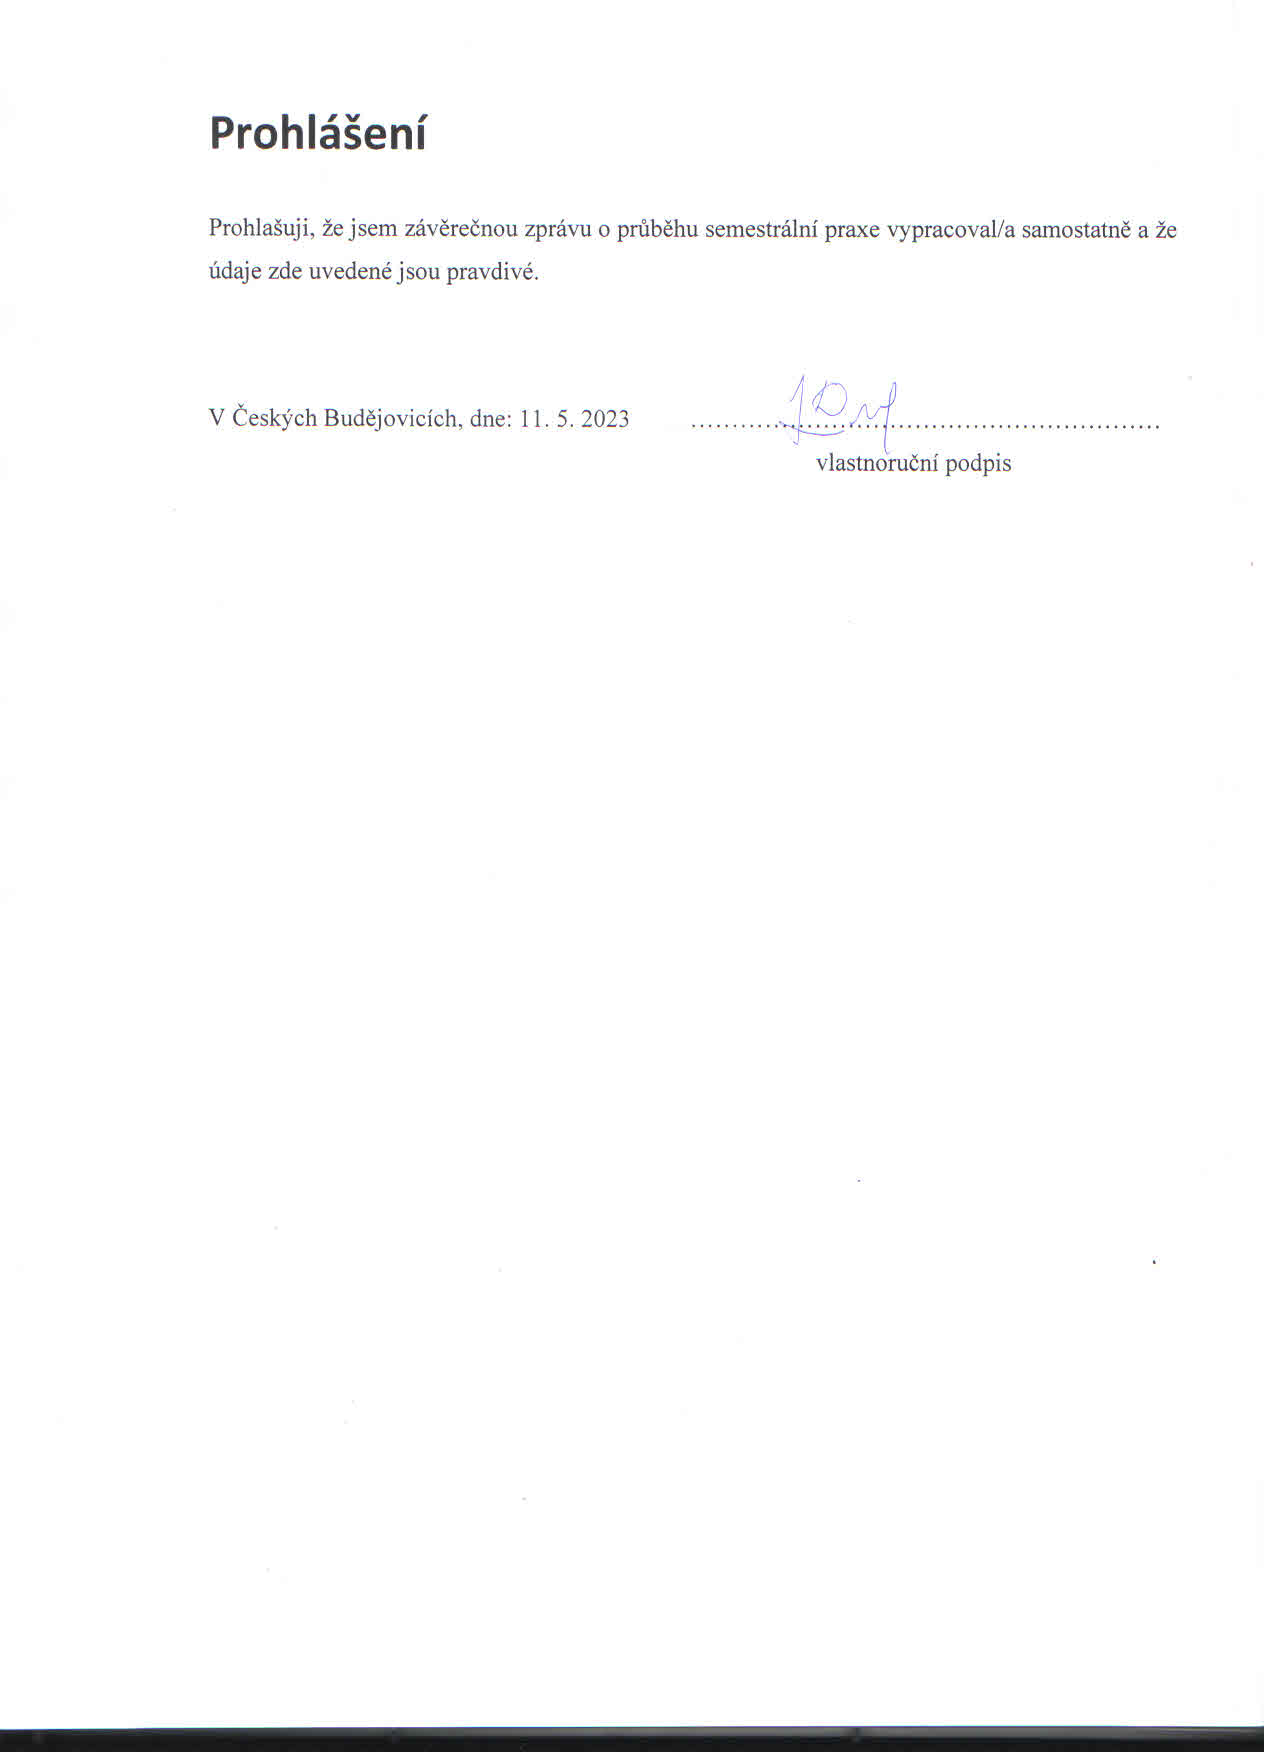 Prohlášení
Prohlašuji, že jsem závěrečnou zprávu o průběhu semestrální praxe vypracoval/a samostatně a že
údaje zde uvedené jsou pravdivé.
V Českých Budějovicích, dne: 11. 5. 2023 ..........................................................
vlastnoruční podpis